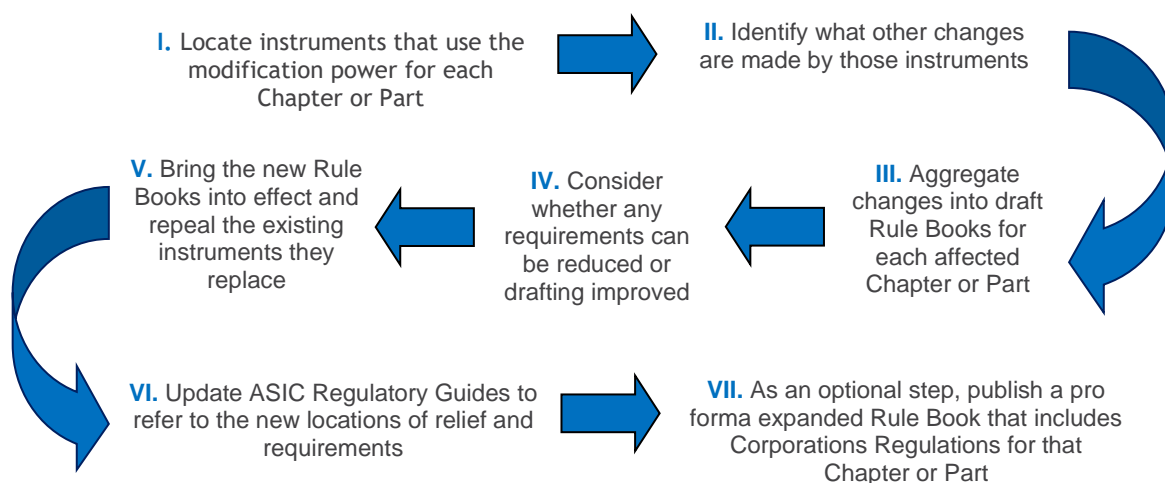 I. Locate instruments that use the
modification power for each
Chapter or Part
II. Identify what other changes
are made by those instruments
III. Aggregate
changes into draft
Rule Books for
each affected
Chapter or Part
IV. Consider
whether any
requirements can
be reduced or
drafting improved
V. Bring the new Rule
Books into effect and
repeal the existing
instruments they
replace
VI. Update ASIC Regulatory Guides to
refer to the new locations of relief and
requirements
VII. As an optional step, publish a pro
forma expanded Rule Book that includes
Corporations Regulations for that
Chapter or Part